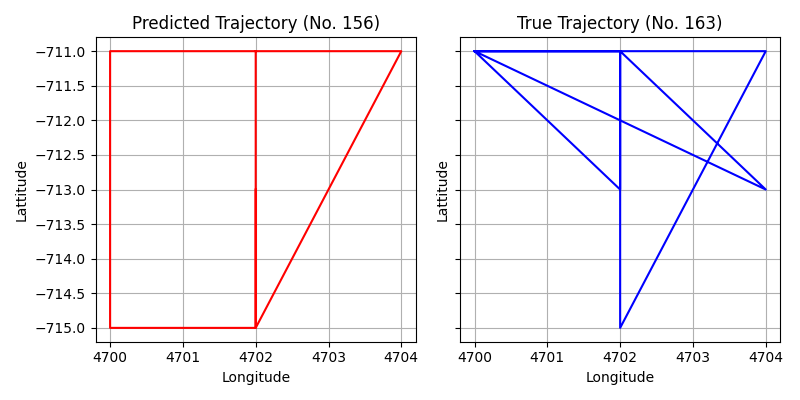 Predicted Trajectory (No. 156)
True Trajectory (No. 163)
−711.0
−711.5
−712.0
−712.5
−713.0
−713.5
−714.0
−714.5
−715.0
Lattitude
Lattitude
4700 4701 4702 4703 4704
4700 4701 4702 4703 4704
Longitude
Longitude